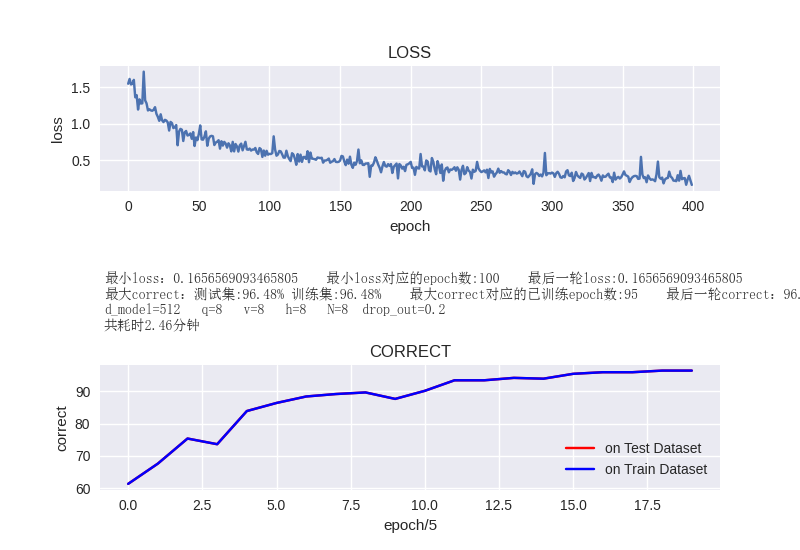 LOSS
1.5
1.0
0.5
loss
0 50 100 150 200 250 300 350 400
epoch
最小loss：0.1656569093465805 最小loss对应的epoch数:100 最后一轮loss:0.1656569093465805
最大correct：测试集:96.48% 训练集:96.48% 最大correct对应的已训练epoch数:95 最后一轮correct：96.
d_model=512 q=8 v=8 h=8 N=8 drop_out=0.2
共耗时2.46分钟
CORRECT
90
80
70
60
correct
on Test Dataset
on Train Dataset
0.0 2.5 5.0 7.5 10.0 12.5 15.0 17.5
epoch/5